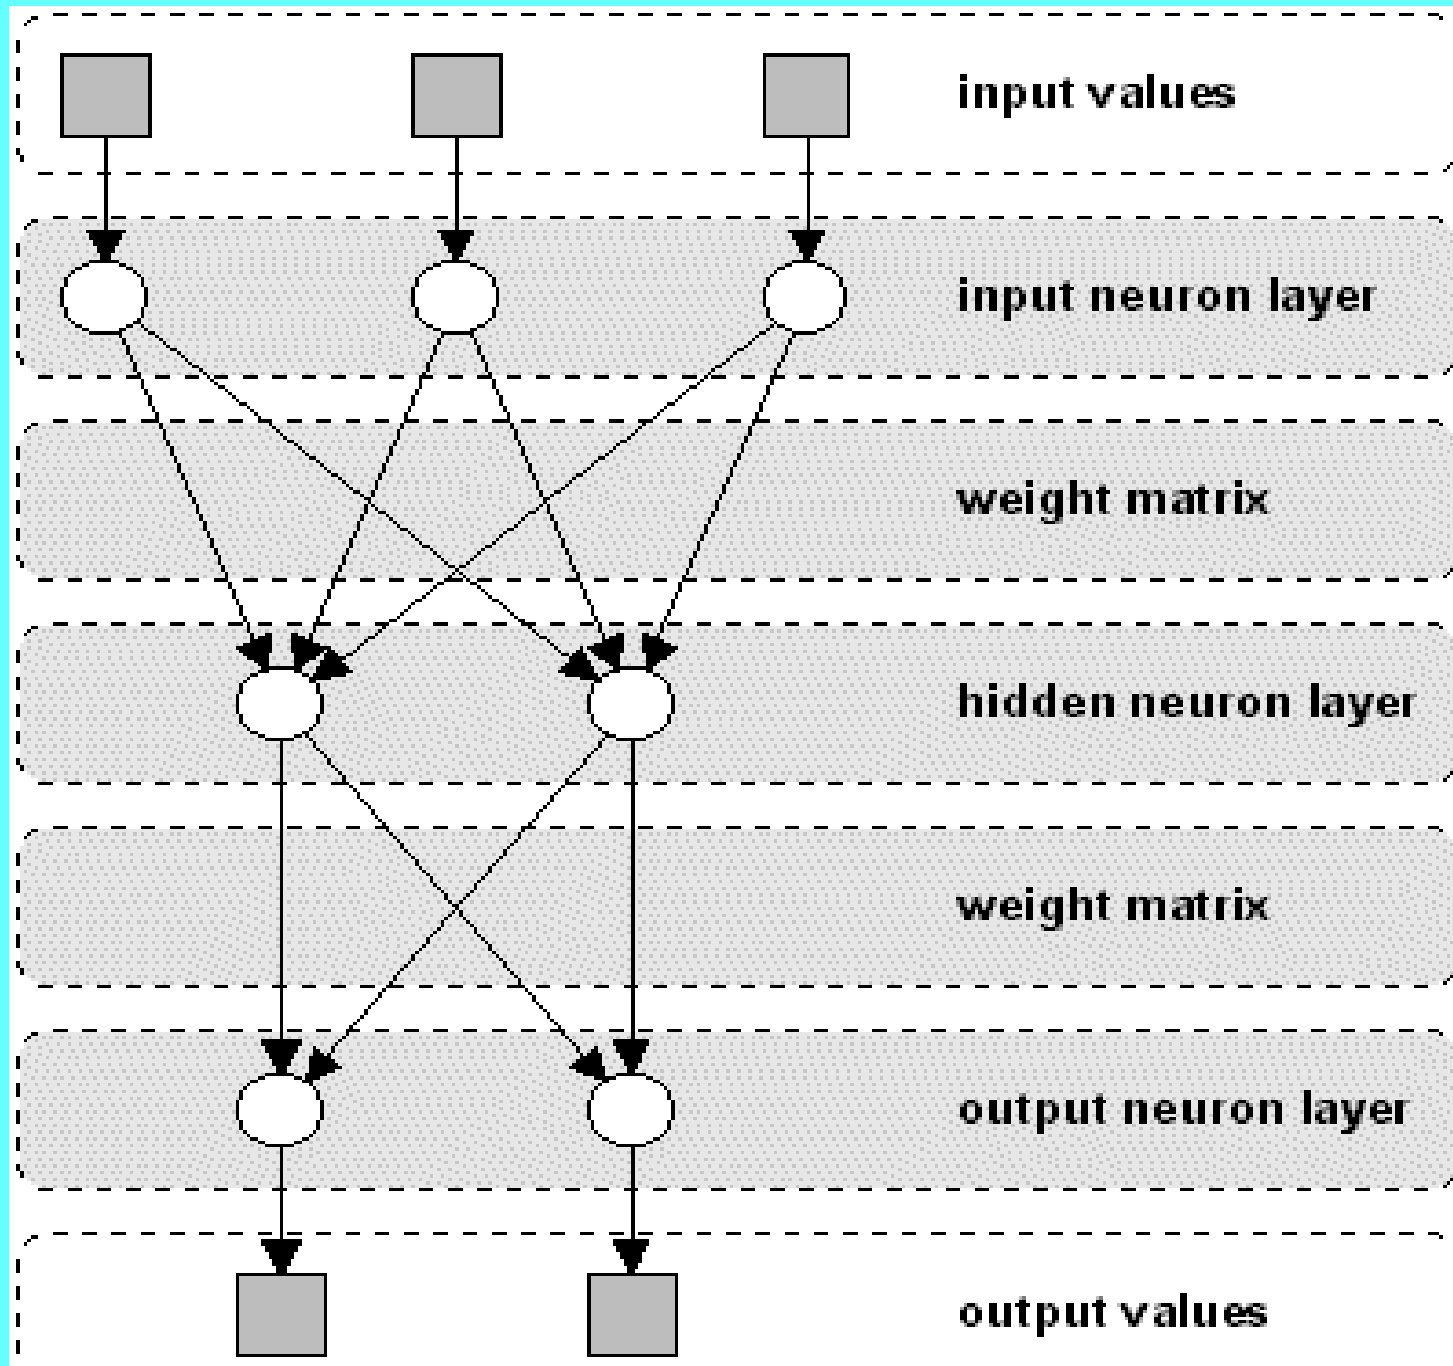 input values
input neuron layer
weight matrix
hidden neuron layer
weight matrix
output neuron layer
output values